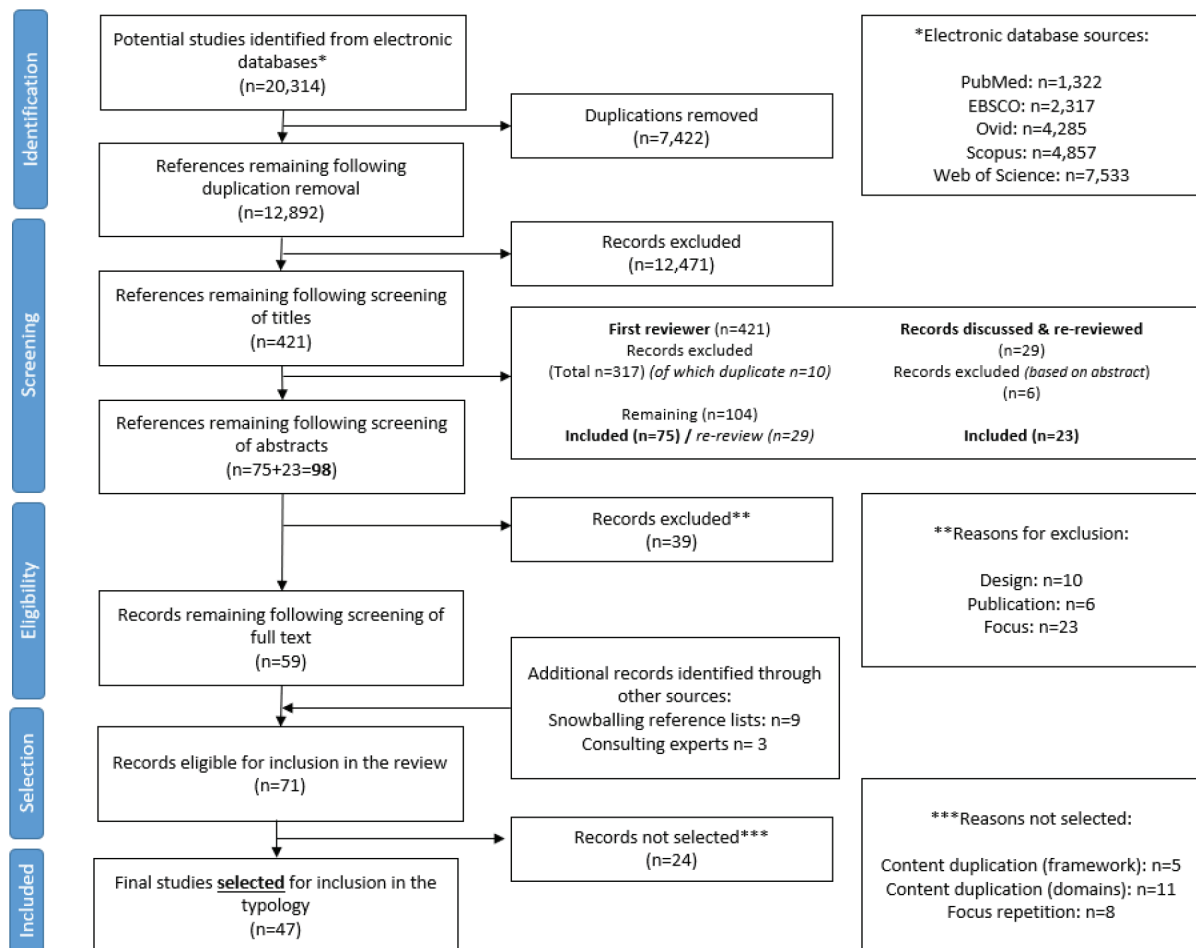 Identification
Potential studies identified from electronic
databases*
(n=20,314)
*Electronic database sources:
PubMed: n=1,322
EBSCO: n=2,317
Ovid: n=4,285
Scopus: n=4,857
Web of Science: n=7,533
Duplications removed
(n=7,422)
References remaining following
duplication removal
(n=12,892)
Screening
Records excluded
(n=12,471)
References remaining following screening
of titles
(n=421)
First reviewer (n=421)
Records excluded
(Total n=317) (of which duplicate n=10)
Remaining (n=104)
Included (n=75) / re-review (n=29)
Records discussed & re-reviewed
(n=29)
Records excluded (based on abstract)
(n=6)
Included (n=23)
References remaining following screening
of abstracts
(n=75+23=98)
Eligibility
Records excluded**
(n=39)
**Reasons for exclusion:
Design: n=10
Publication: n=6
Focus: n=23
Records remaining following screening of
full text
(n=59)
Additional records identified through
other sources:
Snowballing reference lists: n=9
Consulting experts n= 3
Selection
Records eligible for inclusion in the review
(n=71)
Records not selected***
(n=24)
***Reasons not selected:
Content duplication (framework): n=5
Content duplication (domains): n=11
Focus repetition: n=8
Included
Final studies selected for inclusion in the
typology
(n=47)